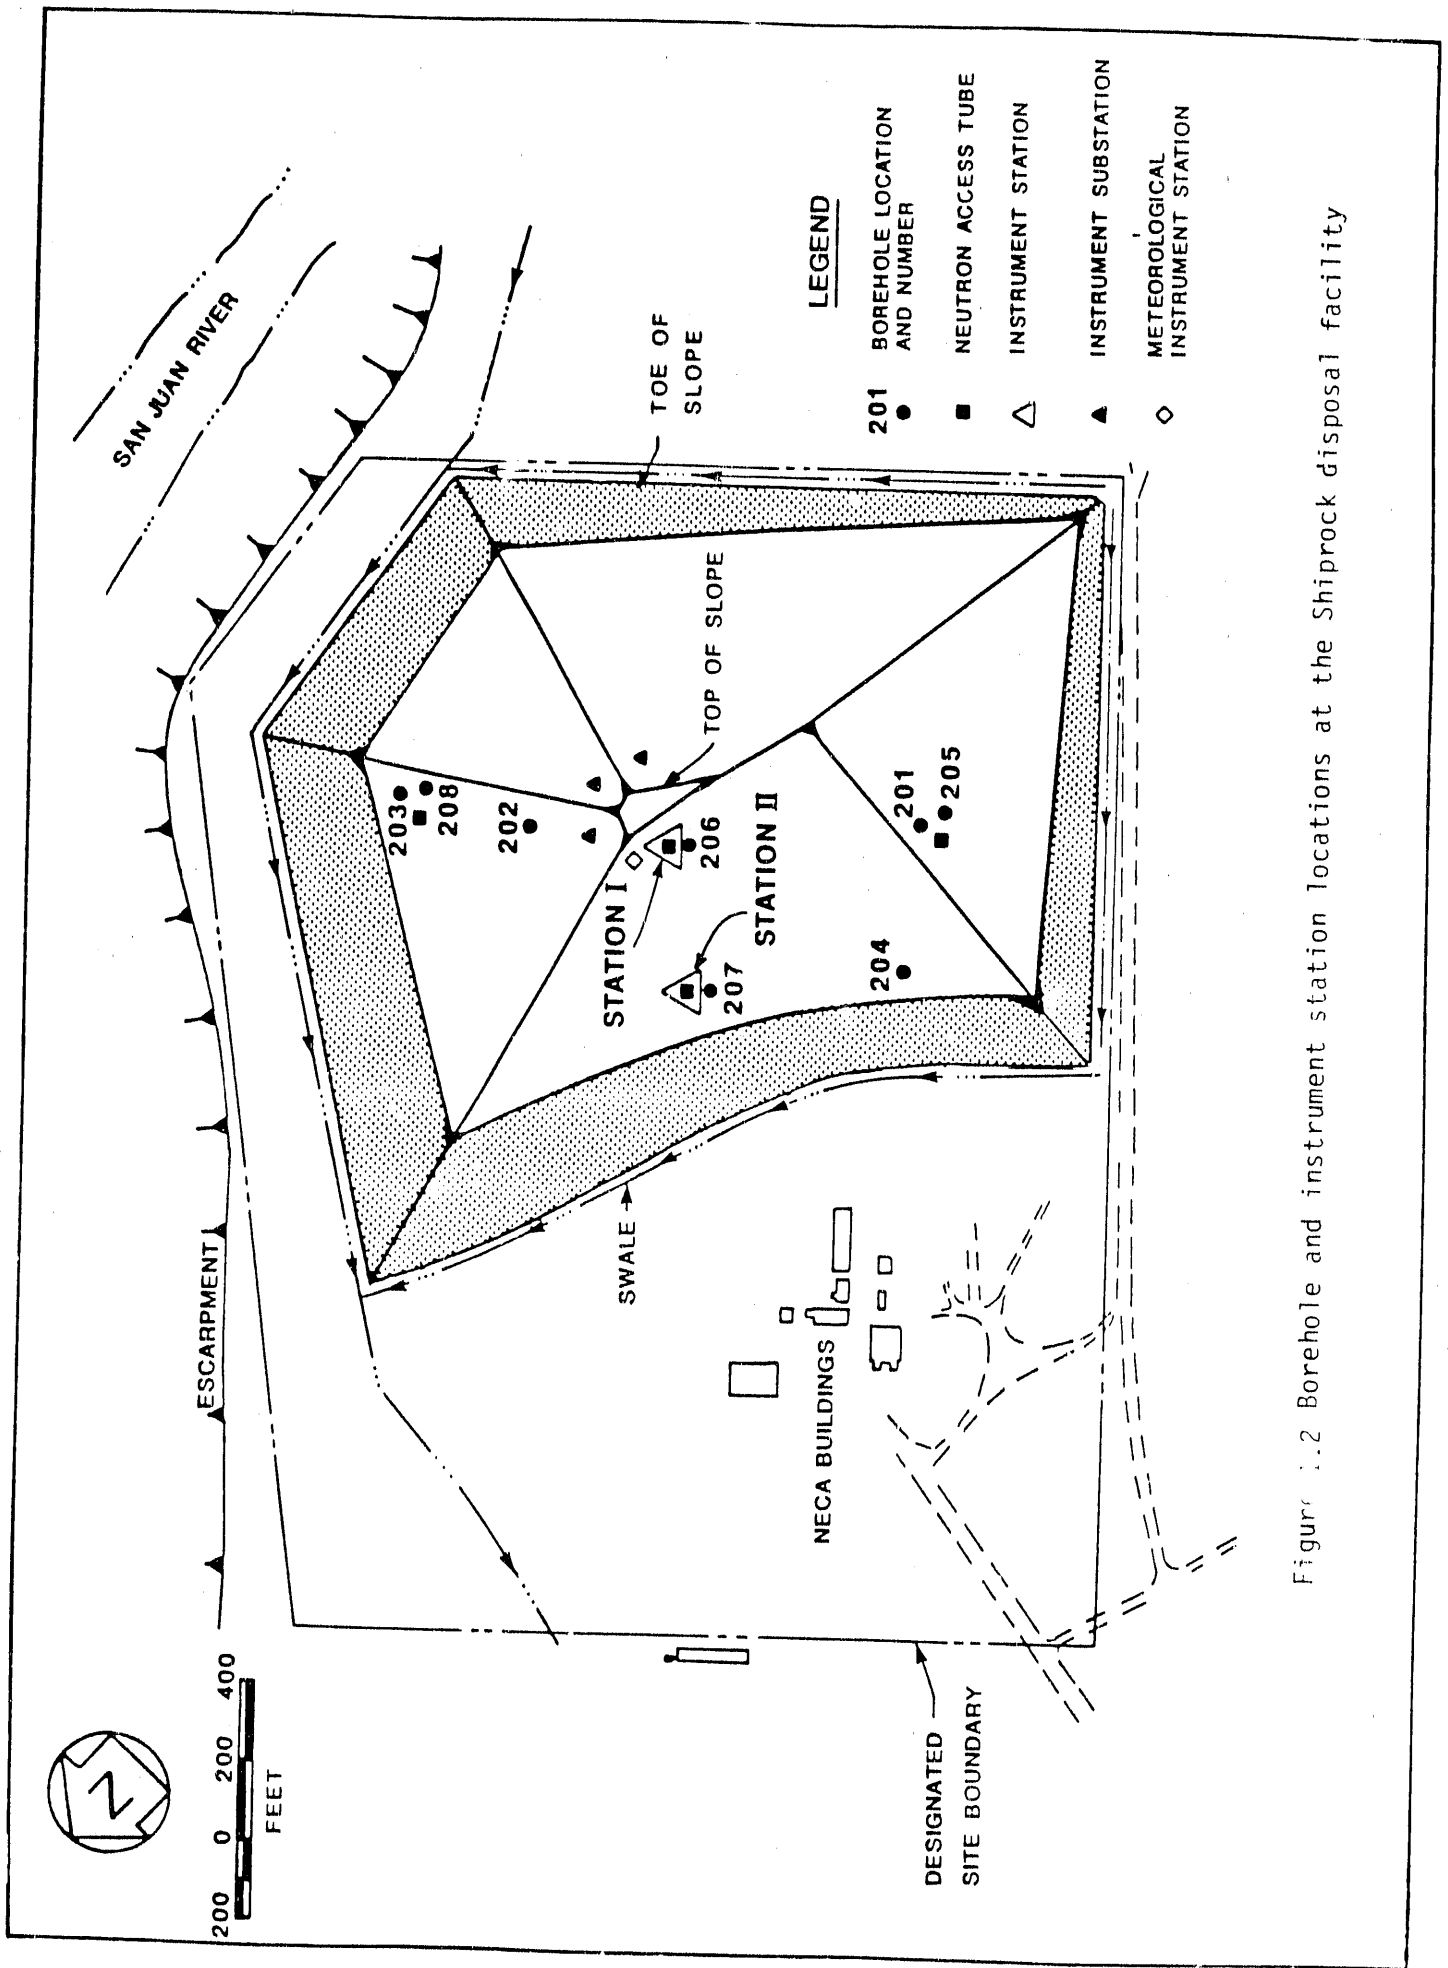 N
200 0 200 400
FEET
ESCARPMENT
SAN JUAN RIVER
TOE OF
SLOPE
TOP OF SLOPE
203
208
202
STATION I
206
STATION II
207
204
201
205
SWALE
NECA BUILDINGS
DESIGNATED
SITE BOUNDARY
LEGEND
201 BOREHOLE LOCATION
AND NUMBER
NEUTRON ACCESS TUBE
INSTRUMENT STATION
INSTRUMENT SUBSTATION
METEOROLOGICAL
INSTRUMENT STATION
Borehole and instrument station locations at the Shiprock disposal facility